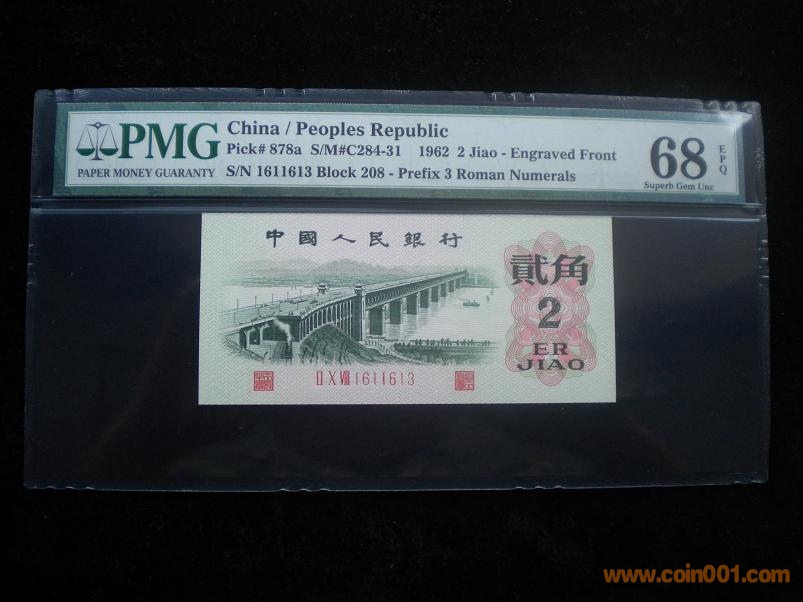 PMG
PAPER MONEY GUARANTY
China / Peoples Republic
Pick# 878a S/M#C284-31 1962 2 Jiao - Engraved Front
S/N 1611613 Block 208 - Prefix 3 Roman Numerals
68
EPQ
Superb Gem Unc
中國人民銀行
貳角
2
ER
JIAO
II X VIII 1611613
www.coin001.com